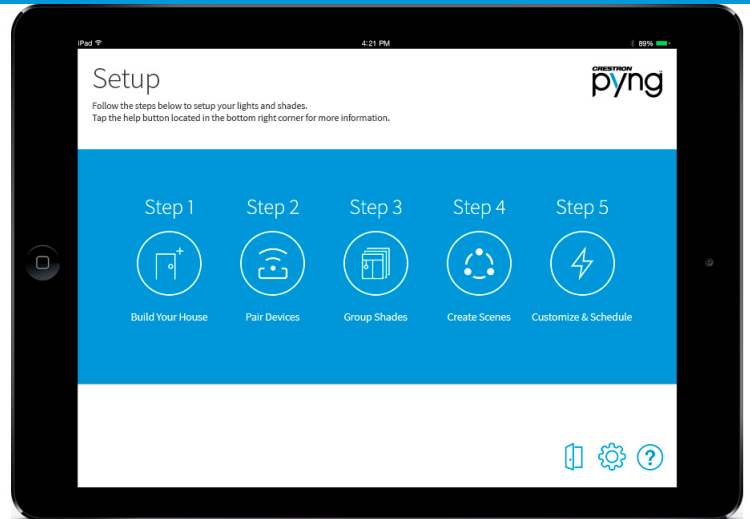 iPad
4:21 PM
89%
Setup
CRESTRON
pyng
Follow the steps below to setup your lights and shades.
Tap the help button located in the bottom right corner for more information.
Step 1
Step 2
Step 3
Step 4
Step 5
Build Your House
Pair Devices
Group Shades
Create Scenes
Customize & Schedule
?